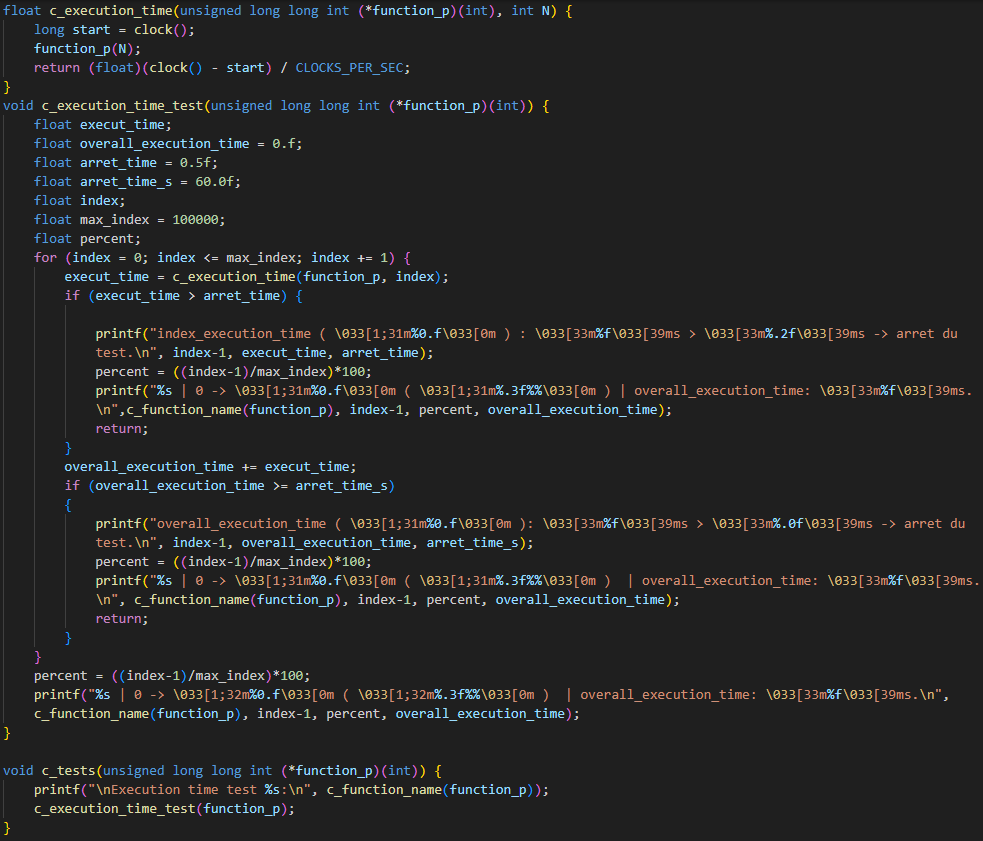 float c_execution_time(unsigned long long int (*function_p)(int), int N) {
    long start = clock();
    function_p(N);
    return (float)(clock() - start) / CLOCKS_PER_SEC;
}
void c_execution_time_test(unsigned long long int (*function_p)(int)) {
    float execut_time;
    float overall_execution_time = 0.f;
    float arret_time = 0.5f;
    float arret_time_s = 60.0f;
    float index;
    float max_index = 100000;
    float percent;
    for (index = 0; index <= max_index; index += 1) {
        execut_time = c_execution_time(function_p, index);
        if (execut_time > arret_time) {

            printf("index_execution_time ( \033[1;31m%0.f\033[0m ) : \033[33m%f\033[39ms > \033[33m%.2f\033[39ms -> arret du
            test.\n", index-1, execut_time, arret_time);
            percent = ((index-1)/max_index)*100;
            printf("%s | 0 -> \033[1;31m%0.f\033[0m ( \033[1;31m%.3f%%\033[0m ) | overall_execution_time: \033[33m%f\033[39ms.
            \n",c_function_name(function_p), index-1, percent, overall_execution_time);
            return;
        }
        overall_execution_time += execut_time;
        if (overall_execution_time >= arret_time_s)
        {
            printf("overall_execution_time ( \033[1;31m%0.f\033[0m ): \033[33m%f\033[39ms > \033[33m%.0f\033[39ms -> arret du
            test.\n", index-1, overall_execution_time, arret_time_s);
            percent = ((index-1)/max_index)*100;
            printf("%s | 0 -> \033[1;31m%0.f\033[0m ( \033[1;31m%.3f%%\033[0m )  | overall_execution_time: \033[33m%f\033[39ms.
            \n", c_function_name(function_p), index-1, percent, overall_execution_time);
            return;
        }
    }
    percent = ((index-1)/max_index)*100;
    printf("%s | 0 -> \033[1;32m%0.f\033[0m ( \033[1;32m%.3f%%\033[0m )  | overall_execution_time: \033[33m%f\033[39ms.\n",
    c_function_name(function_p), index-1, percent, overall_execution_time);
}

void c_tests(unsigned long long int (*function_p)(int)) {
    printf("\nExecution time test %s:\n", c_function_name(function_p));
    c_execution_time_test(function_p);
}